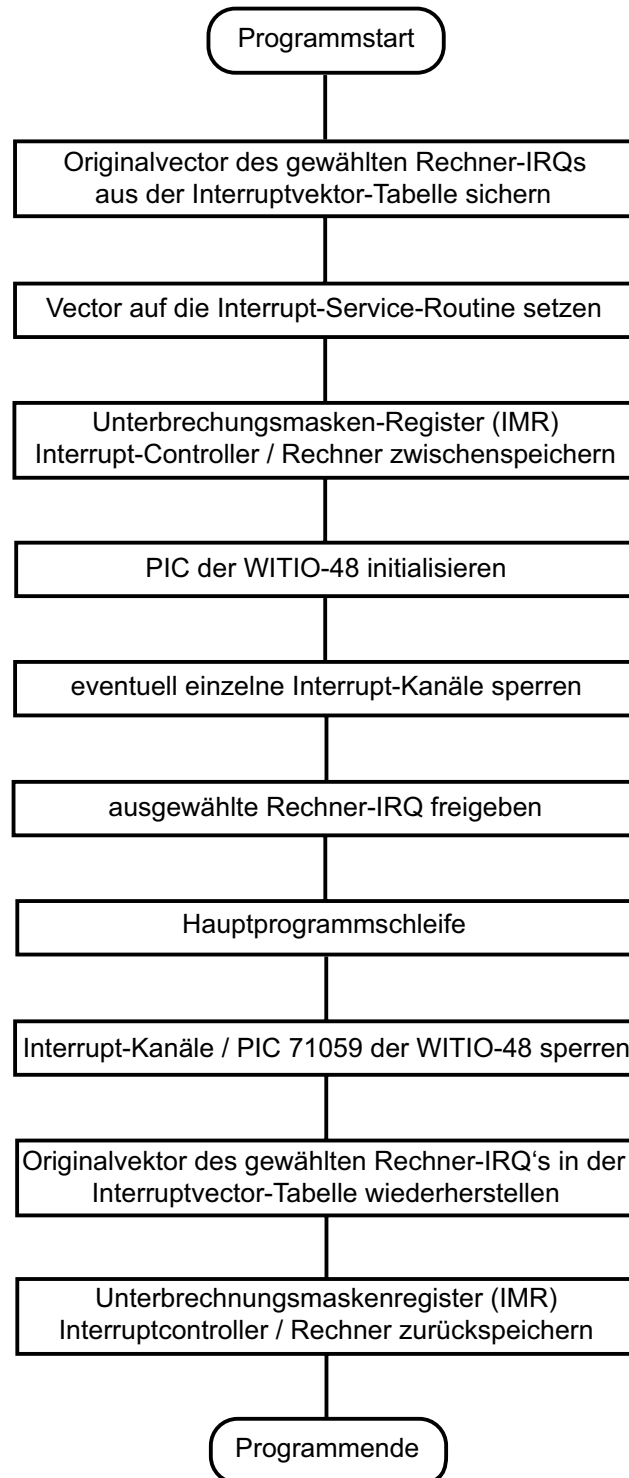 Programmstart
Originalvector des gewählten Rechner-IRQs
aus der Interruptvektor-Tabelle sichern
Vector auf die Interrupt-Service-Routine setzen
Unterbrechungsmasken-Register (IMR)
Interrupt-Controller / Rechner zwischenspeichern
PIC der WITIO-48 initialisieren
eventuell einzelne Interrupt-Kanäle sperren
ausgewählte Rechner-IRQ freigeben
Hauptprogrammschleife
Interrupt-Kanäle / PIC 71059 der WITIO-48 sperren
Originalvektor des gewählten Rechner-IRQ‘s in der
Interruptvector-Tabelle wiederherstellen
Unterbrechnungsmaskenregister (IMR)
Interruptcontroller / Rechner zurückspeichern
Programmende